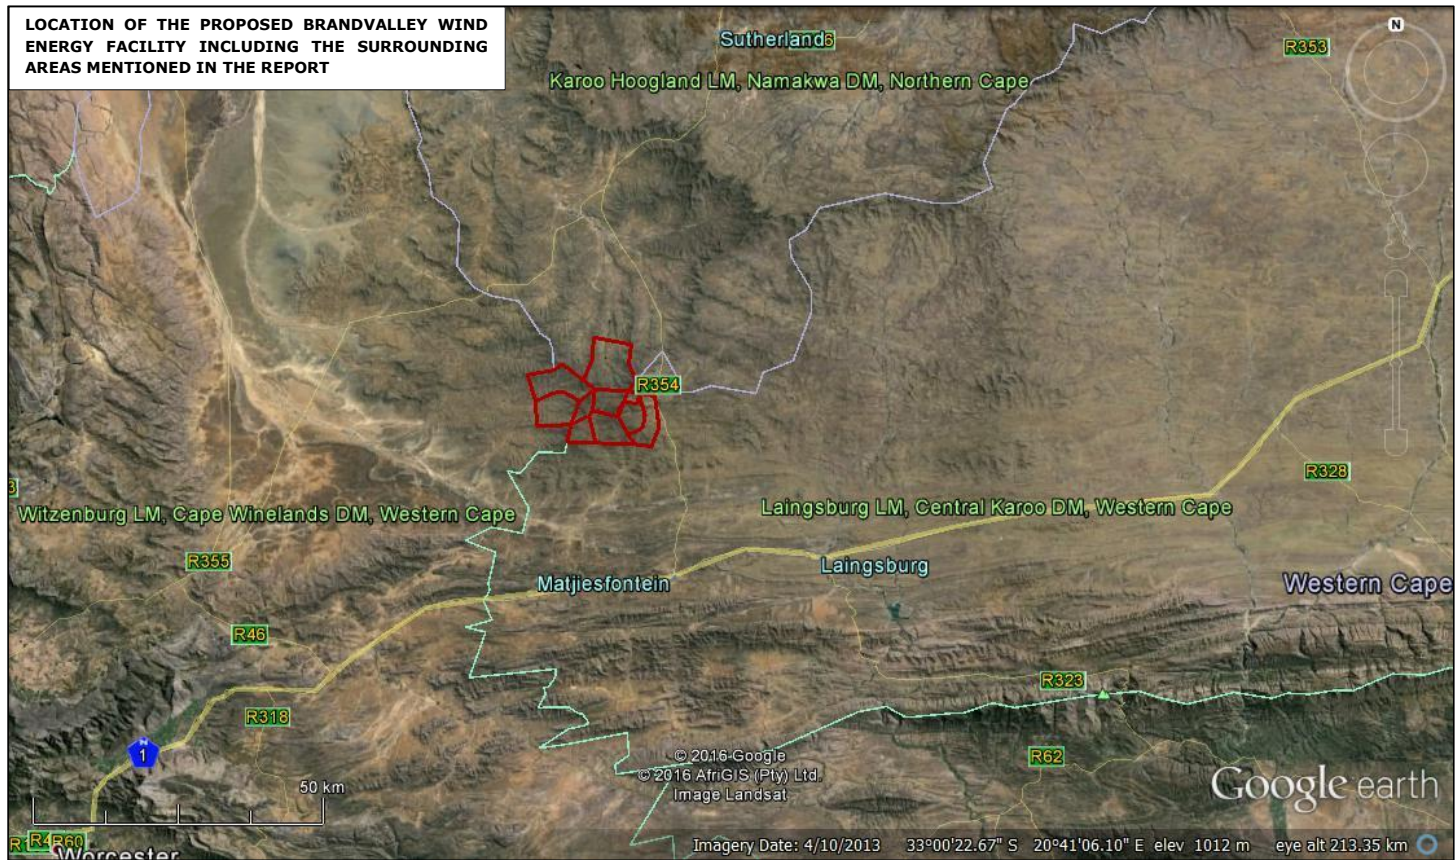 LOCATION OF THE PROPOSED BRANDVALLEY WIND
ENERGY FACILITY INCLUDING THE SURROUNDING
AREAS MENTIONED IN THE REPORT
N
Sutherland
R353
Karoo Hoogland LM, Namakwa DM, Northern Cape
R354
R328
Witzenburg LM, Cape Winelands DM, Western Cape
Laingsburg LM, Central Karoo DM, Western Cape
R355
Laingsburg
Matjiesfontein
Western Cape
R46
R323
R318
N
1
R62
© 2016 Google
© 2016 AfriGIS (Pty) Ltd.
Image Landsat
50 km
Google earth
R60
Worcester
Imagery Date: 4/10/2013 33°00'22.67" S 20°41'06.10" E elev 1012 m eye alt 213.35 km